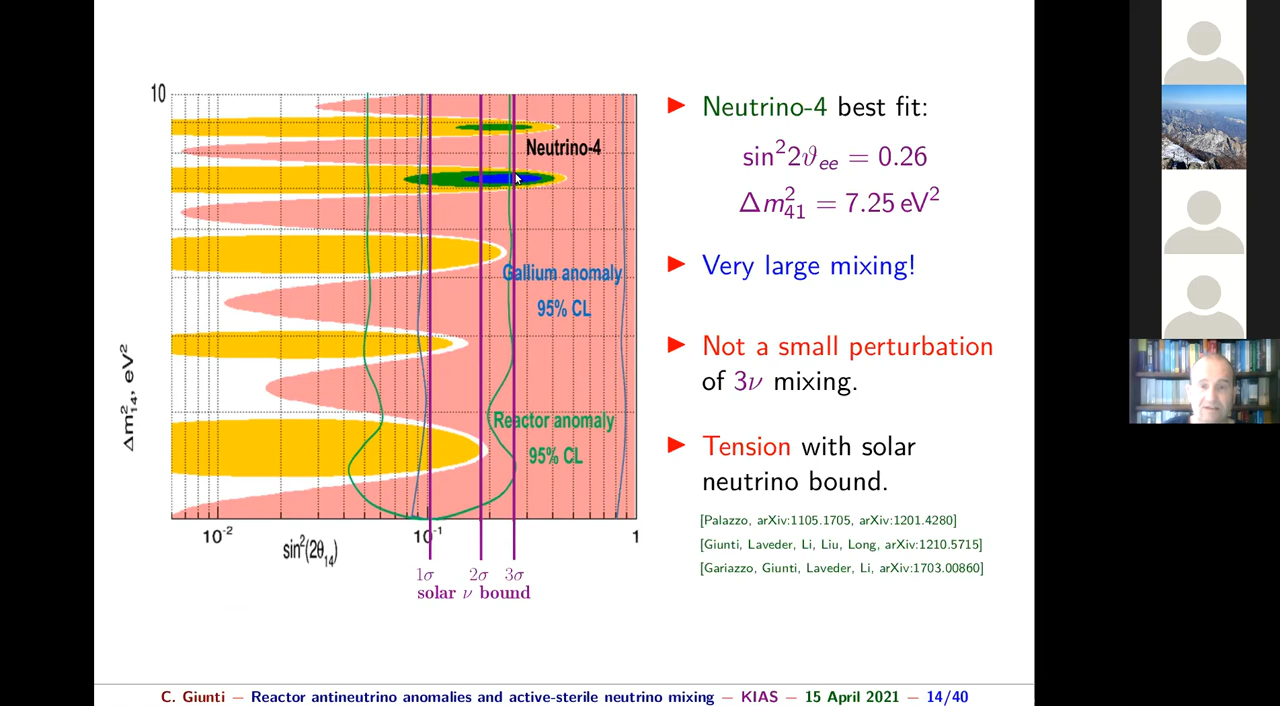 10
Neutrino-4
Gallium anomaly
95% CL
Reactor anomaly
95% CL
Δm²₁₄, eV²
10⁻²
10⁻¹
1
sin²(2θ₁₄)
1σ 2σ 3σ
solar ν bound
► Neutrino-4 best fit:
sin²2ϑₑₑ = 0.26
Δm²₄₁ = 7.25 eV²
► Very large mixing!
► Not a small perturbation
of 3ν mixing.
► Tension with solar
neutrino bound.
[Palazzo, arXiv:1105.1705, arXiv:1201.4280]
[Giunti, Laveder, Li, Liu, Long, arXiv:1210.5715]
[Gariazzo, Giunti, Laveder, Li, arXiv:1703.00860]
C. Giunti − Reactor antineutrino anomalies and active-sterile neutrino mixing − KIAS − 15 April 2021 − 14/40